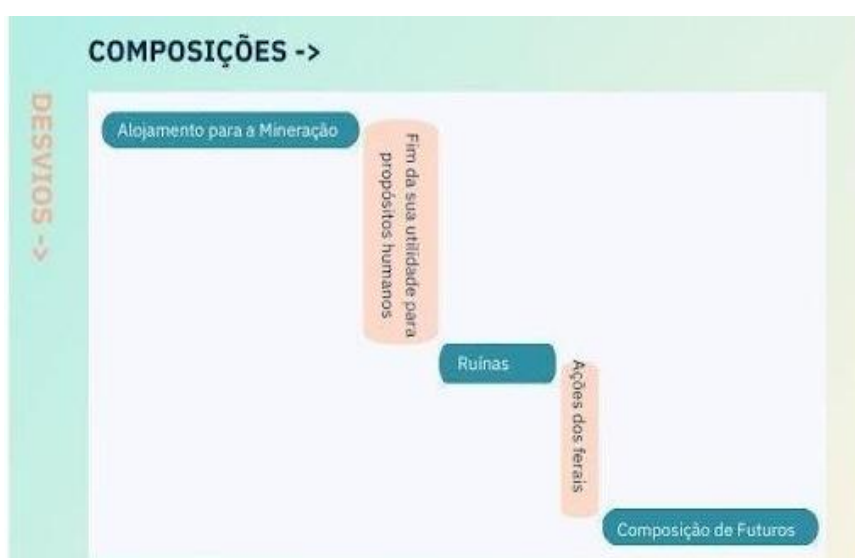 COMPOSIÇÕES ->
DESVIOS ->
Alojamento para a Mineração
Fim da sua utilidade para
propósitos humanos
Ruínas
Ações dos ferais
Composição de Futuros